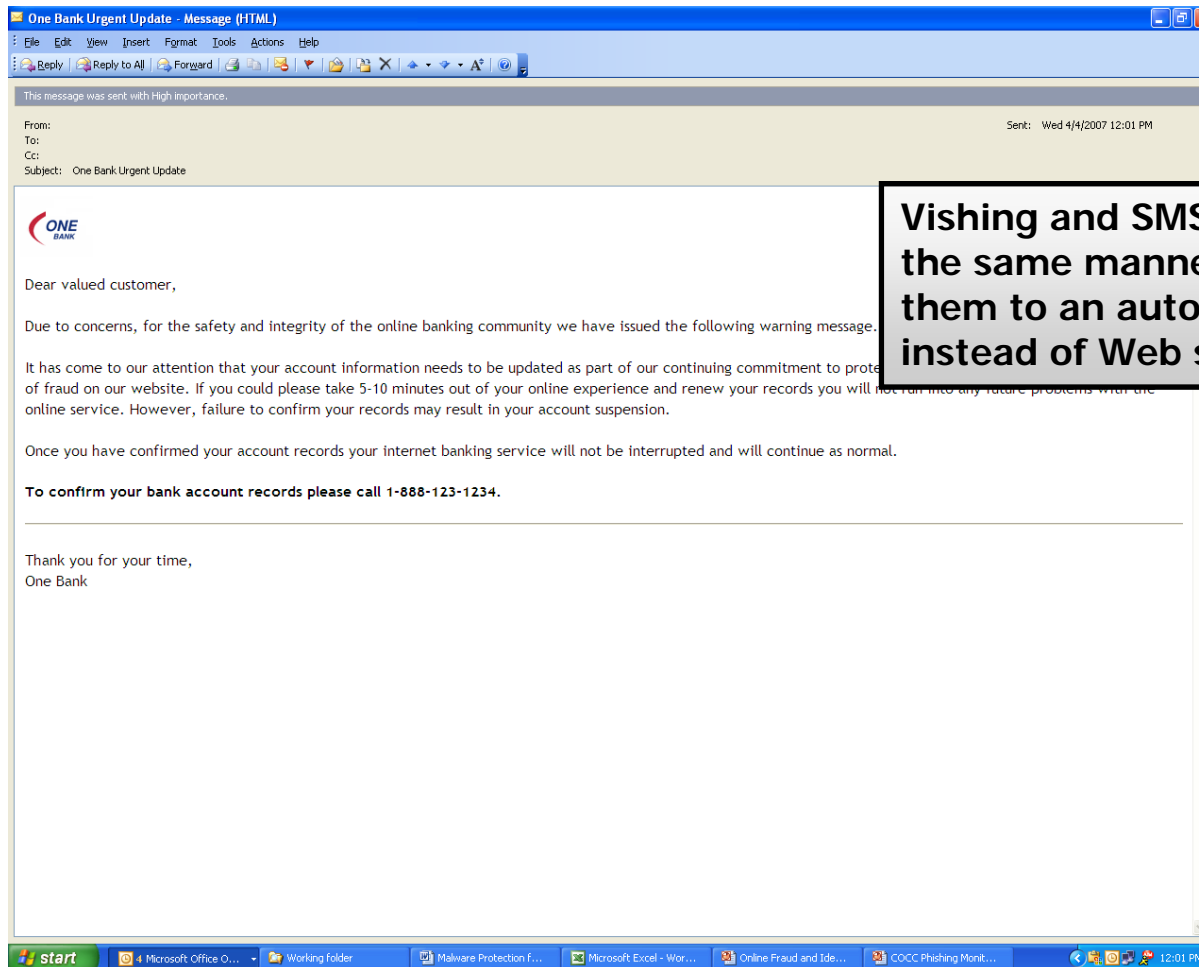 One Bank Urgent Update - Message (HTML)
File Edit View Insert Format Tools Actions Help
Reply Reply to All Forward
This message was sent with High importance.
From: Sent: Wed 4/4/2007 12:01 PM
To:
Cc:
Subject: One Bank Urgent Update
ONE
BANK
Vishing and SMS
the same manne
them to an auto
instead of Web s
Dear valued customer,
Due to concerns, for the safety and integrity of the online banking community we have issued the following warning message.
It has come to our attention that your account information needs to be updated as part of our continuing commitment to prote
of fraud on our website. If you could please take 5-10 minutes out of your online experience and renew your records you will not run into any future problems with the
online service. However, failure to confirm your records may result in your account suspension.
Once you have confirmed your account records your internet banking service will not be interrupted and will continue as normal.
To confirm your bank account records please call 1-888-123-1234.
Thank you for your time,
One Bank
start 4 Microsoft Office O... Working folder Malware Protection f... Microsoft Excel - Wor... Online Fraud and Ide... COCC Phishing Monit... 12:01 PM